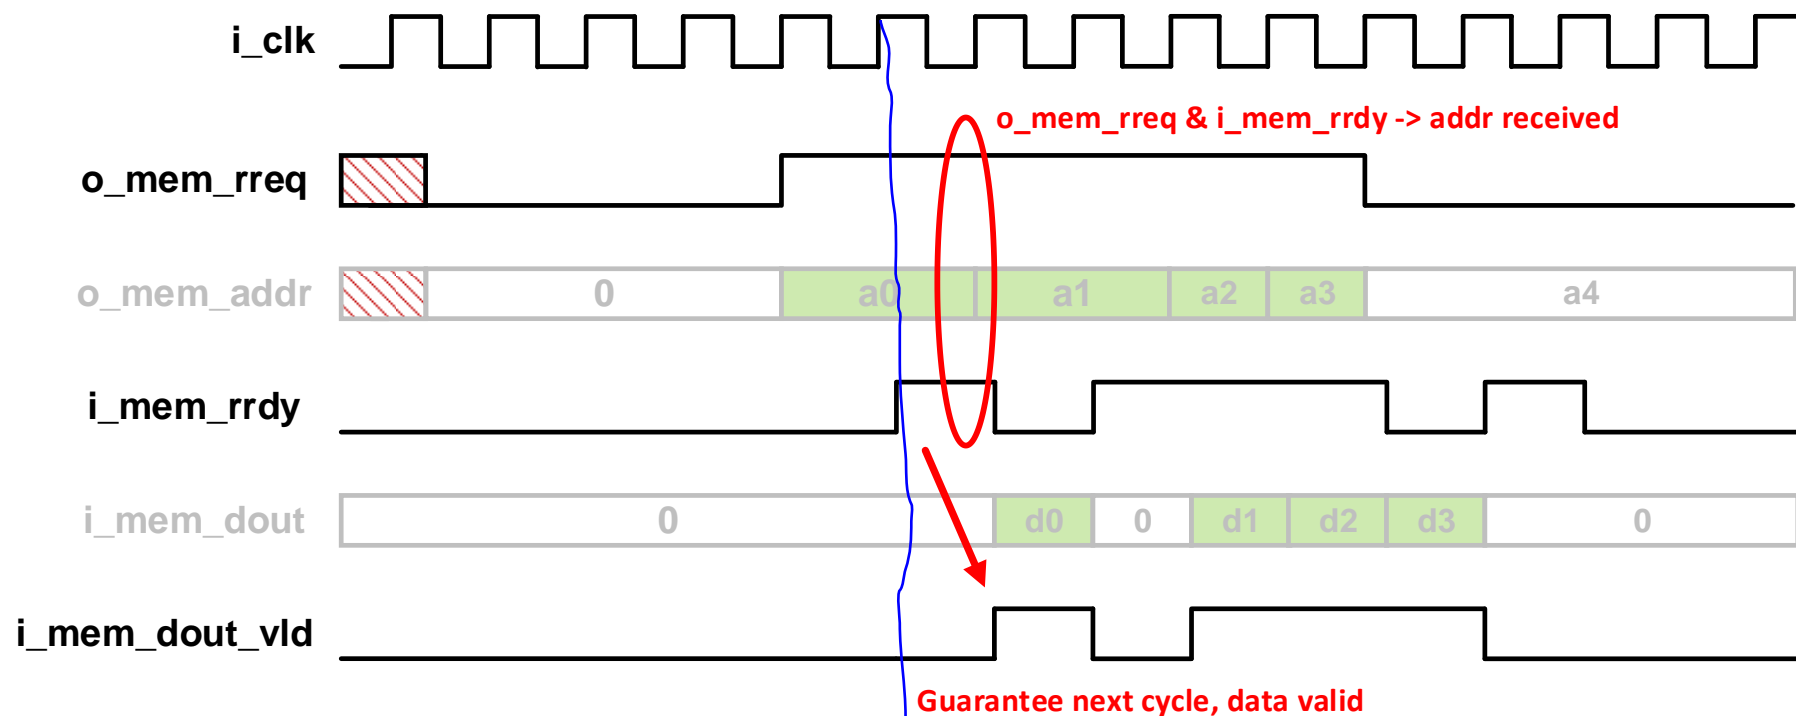 i_clk
o_mem_rreq & i_mem_rrdy -> addr received
o_mem_rreq
o_mem_addr 0 a0 a1 a2 a3 a4
i_mem_rrdy
i_mem_dout 0 d0 0 d1 d2 d3 0
i_mem_dout_vld
Guarantee next cycle, data valid